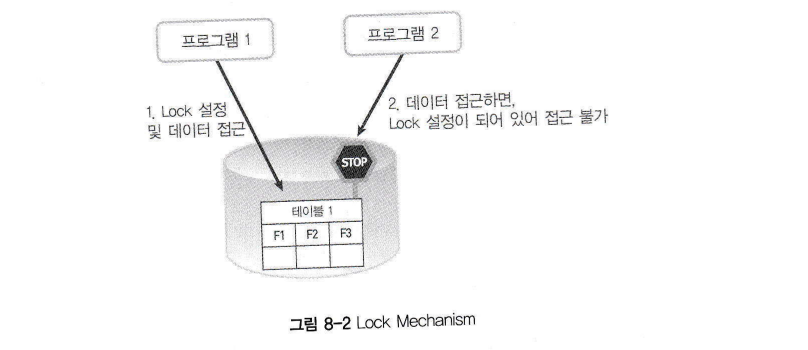 프로그램 1
프로그램 2
1. Lock 설정
및 데이터 접근
2. 데이터 접근하면,
Lock 설정이 되어 있어 접근 불가
STOP
테이블 1
F1 F2 F3
그림 8-2 Lock Mechanism